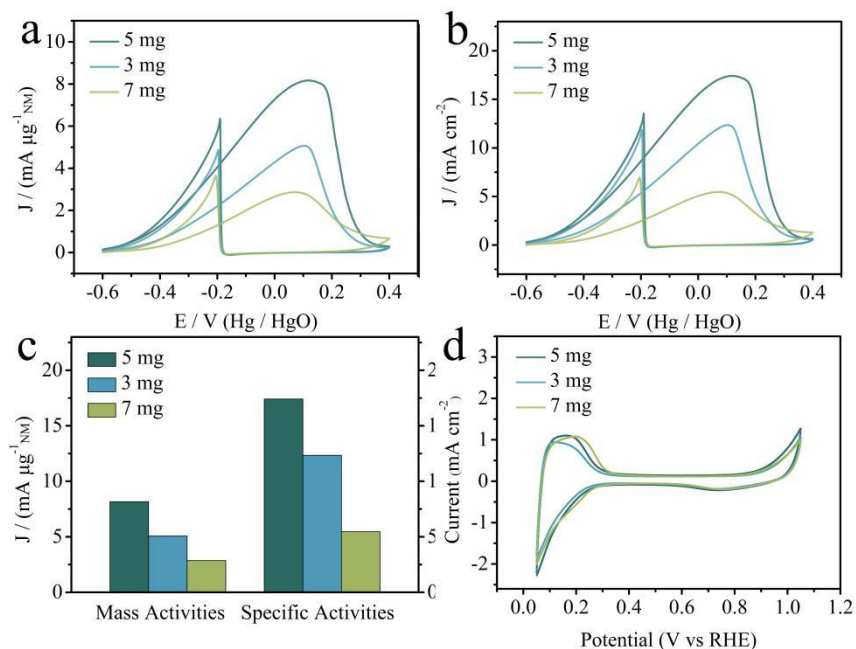 a
5 mg
3 mg
7 mg
10
8
6
4
2
0
J / (mA μg⁻¹NM)
-0.6 -0.4 -0.2 0.0 0.2 0.4
E / V (Hg / HgO)
b
5 mg
3 mg
7 mg
25
20
15
10
5
0
J / (mA cm⁻²)
-0.6 -0.4 -0.2 0.0 0.2 0.4
E / V (Hg / HgO)
c
5 mg
3 mg
7 mg
20
15
10
5
0
J / (mA μg⁻¹NM)
2
1
1
5
0
Mass Activities Specific Activities
d
5 mg
3 mg
7 mg
3
2
1
0
-1
-2
Current (mA cm⁻²)
0.0 0.2 0.4 0.6 0.8 1.0 1.2
Potential (V vs RHE)